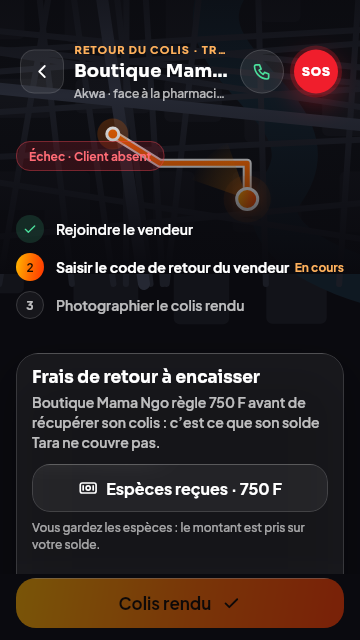 RETOUR DU COLIS · TR…
Boutique Mam…
Akwa · face à la pharmaci…
SOS
Échec · Client absent
Rejoindre le vendeur
2 Saisir le code de retour du vendeur En cours
3 Photographier le colis rendu
Frais de retour à encaisser
Boutique Mama Ngo règle 750 F avant de
récupérer son colis : c’est ce que son solde
Tara ne couvre pas.
Espèces reçues · 750 F
Vous gardez les espèces : le montant est pris sur
votre solde.
Colis rendu